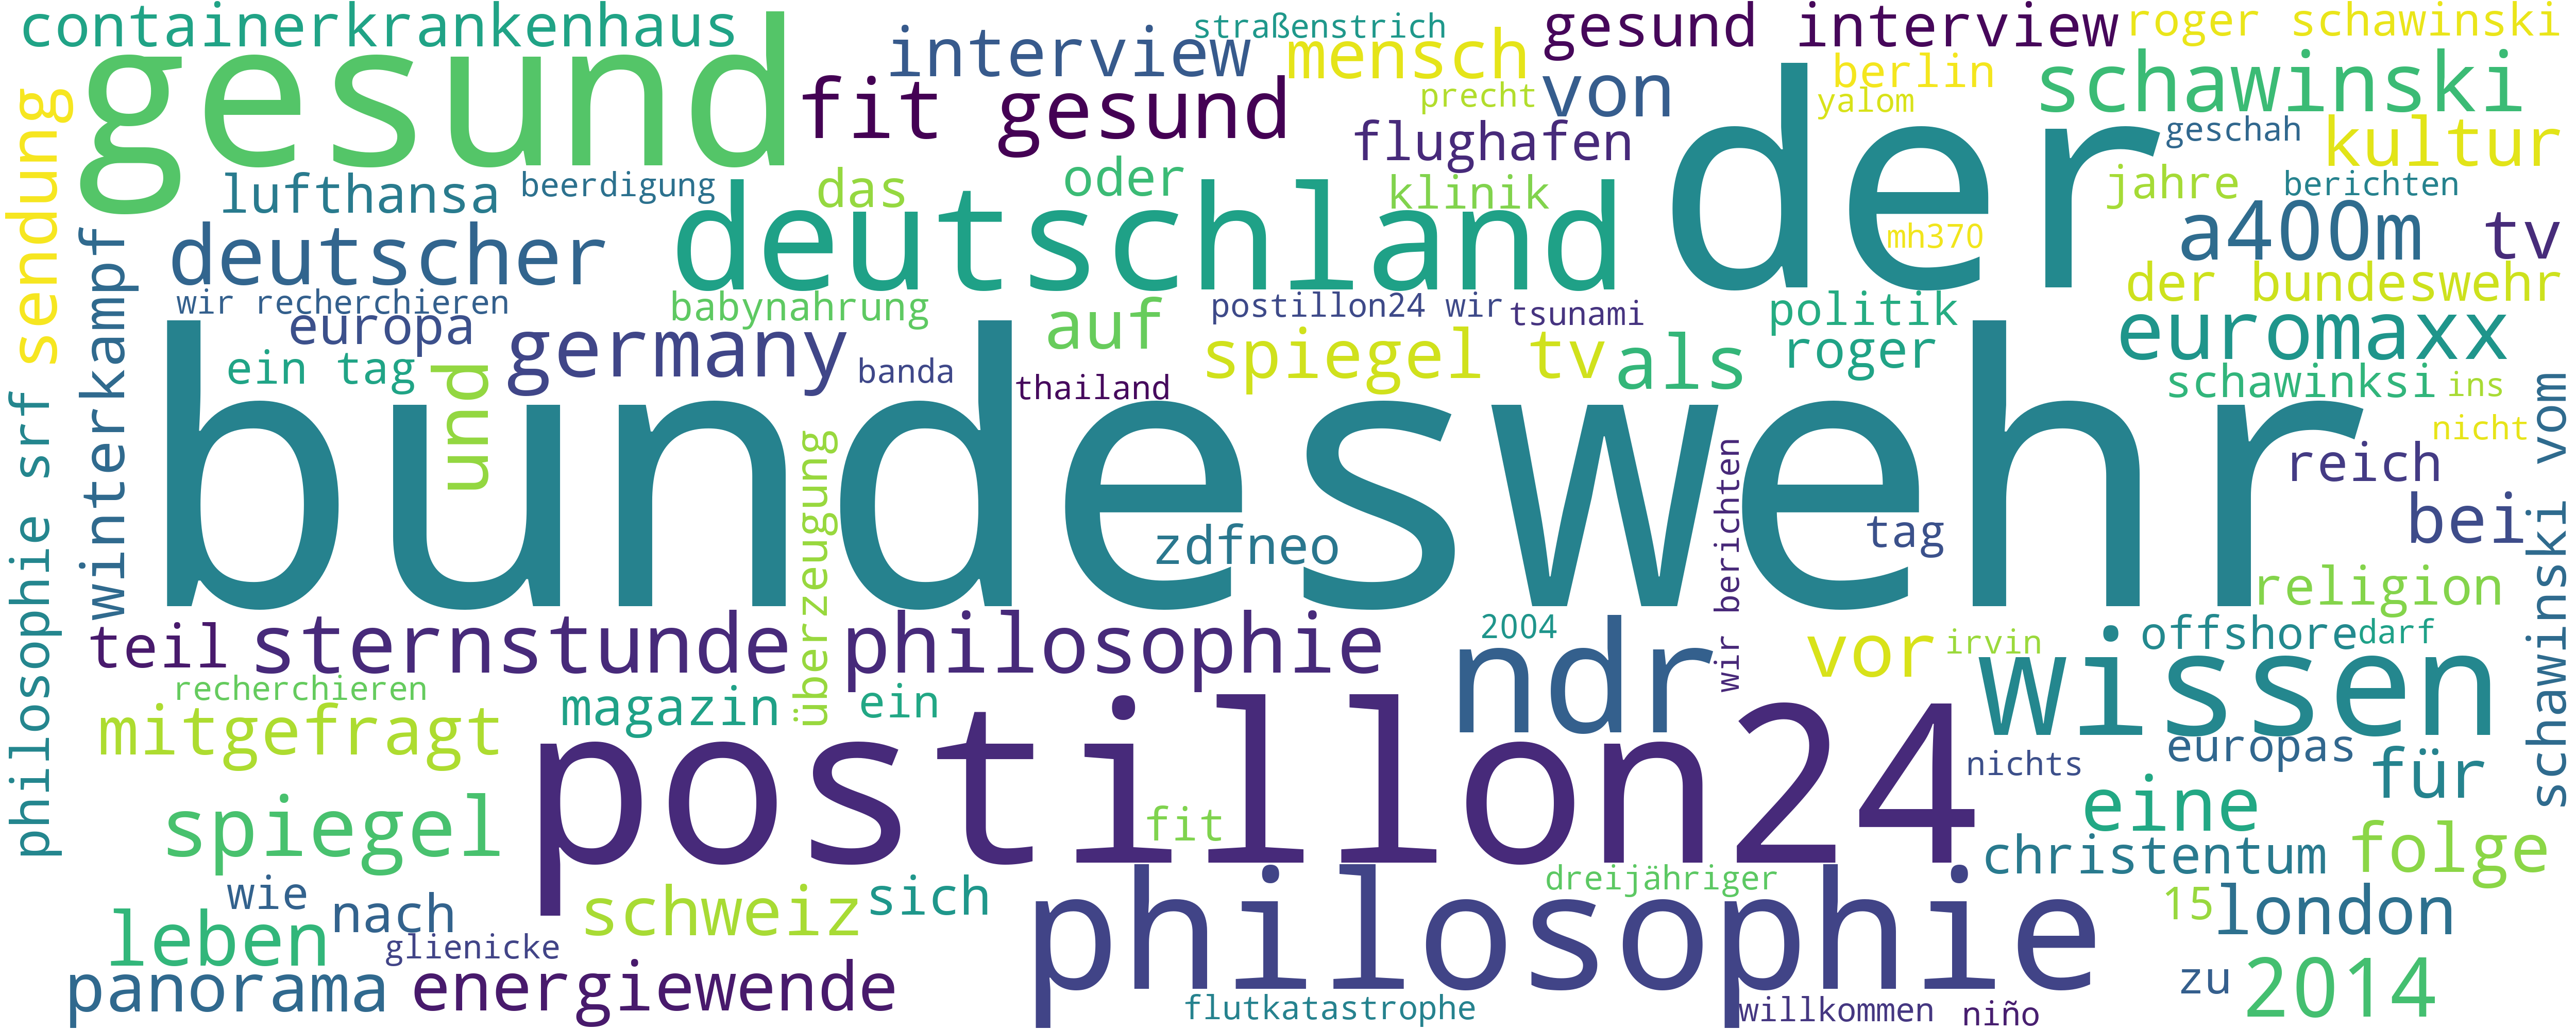 containerkrankenhaus
straßenstrich
gesund interview
roger schawinski
gesund
interview
mensch
berlin
schawinski
fit gesund
precht
von
yalom
sendung
flughafen
der
geschah
kultur
lufthansa
beerdigung
das
oder
klinik
jahre
berichten
deutscher
deutschland
mh370
a400m
tv
winterkampf
wir recherchieren
babynahrung
postillon24 wir
tsunami
politik
der bundeswehr
europa
germany
auf
spiegel tv
als
roger
euromaxx
ein tag
banda
thailand
schawinksi
ins
und
bundeswehr
nicht
philosophie srf
überzeugung
wir berichten
reich
schawinski vom
zdfneo
tag
bei
religion
teil
sternstunde philosophie
2004
ndr
vor
irvin
offshore
darf
recherchieren
magazin
ein
wissen
mitgefragt
postillon24
nichts
europas
für
spiegel
fit
eine
christentum
folge
wie
nach
schweiz
sich
dreijähriger
15
london
leben
glienicke
philosophie
panorama
energiewende
zu
2014
flutkatastrophe
willkommen
niño